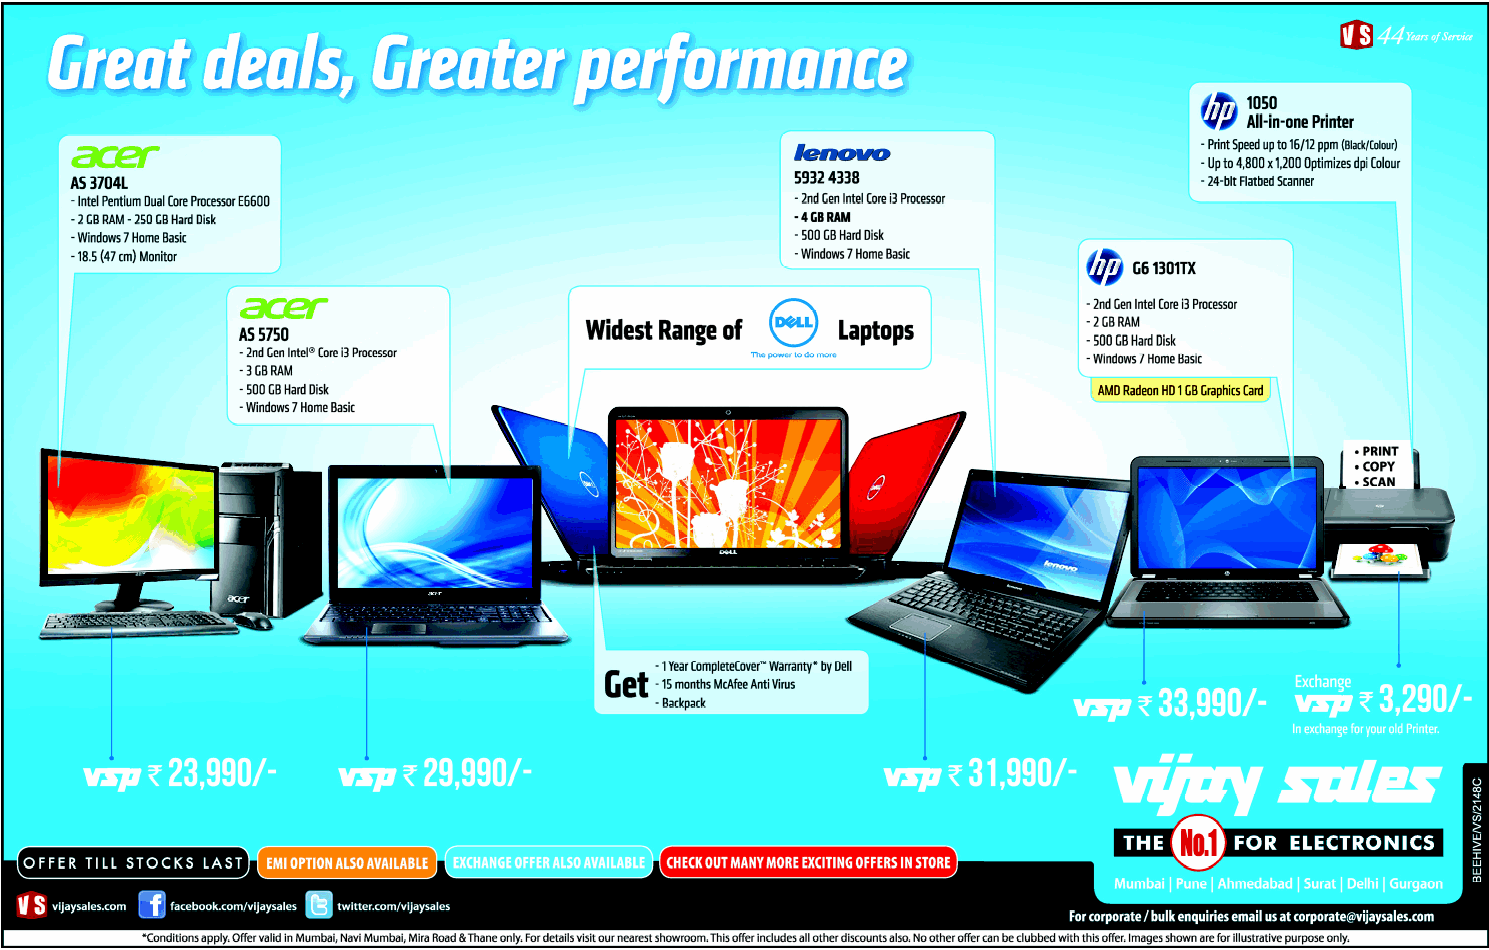 Great deals, Greater performance
VS 44 Years of Service
hp 1050
All-in-one Printer
- Print Speed up to 16/12 ppm (Black/Colour)
- Up to 4,800 x 1,200 Optimizes dpi Colour
- 24-bit Flatbed Scanner
acer
AS 3704L
- Intel Pentium Dual Core Processor E6600
- 2 GB RAM - 250 GB Hard Disk
- Windows 7 Home Basic
- 18.5 (47 cm) Monitor
lenovo
5932 4338
- 2nd Gen Intel Core i3 Processor
- 4 GB RAM
- 500 GB Hard Disk
- Windows 7 Home Basic
hp G6 1301TX
- 2nd Gen Intel Core i3 Processor
- 2 GB RAM
- 500 GB Hard Disk
- Windows 7 Home Basic
AMD Radeon HD 1 GB Graphics Card
acer
AS 5750
- 2nd Gen Intel® Core i3 Processor
- 3 GB RAM
- 500 GB Hard Disk
- Windows 7 Home Basic
Widest Range of DELL Laptops
The power to do more
• PRINT
• COPY
• SCAN
DELL
DELL
DELL
acer
acer
lenovo
Get
- 1 Year CompleteCover™ Warranty* by Dell
- 15 months McAfee Anti Virus
- Backpack
vsp ₹ 33,990/-
Exchange
vsp ₹ 3,290/-
In exchange for your old Printer.
vsp ₹ 23,990/-
vsp ₹ 29,990/-
vsp ₹ 31,990/-
vijay sales
THE No.1 FOR ELECTRONICS
Mumbai | Pune | Ahmedabad | Surat | Delhi | Gurgaon
BEEHIVE/VS/2148C
OFFER TILL STOCKS LAST
EMI OPTION ALSO AVAILABLE
EXCHANGE OFFER ALSO AVAILABLE
CHECK OUT MANY MORE EXCITING OFFERS IN STORE
VS vijaysales.com
f facebook.com/vijaysales
t twitter.com/vijaysales
For corporate / bulk enquiries email us at corporate@vijaysales.com
*Conditions apply. Offer valid in Mumbai, Navi Mumbai, Mira Road & Thane only. For details visit our nearest showroom. This offer includes all other discounts also. No other offer can be clubbed with this offer. Images shown are for illustrative purpose only.